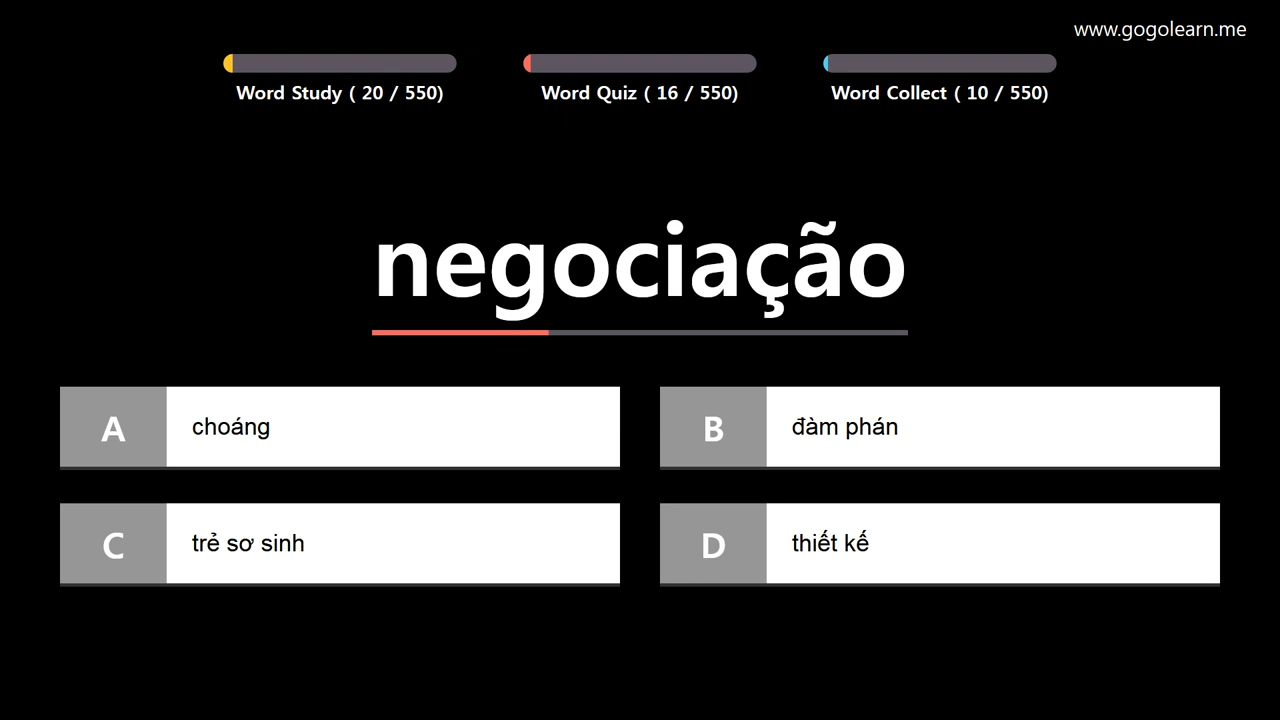 www.gogolearn.me
Word Study ( 20 / 550)
Word Quiz ( 16 / 550)
Word Collect ( 10 / 550)
negociação
A choáng
B đàm phán
C trẻ sơ sinh
D thiết kế